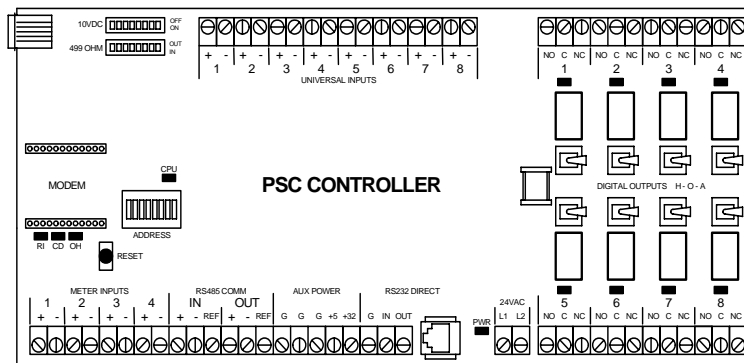 10VDC OFF ON
499 OHM OUT IN
+ - + - + - + - + - + - + - + -
1 2 3 4 5 6 7 8
UNIVERSAL INPUTS
NO C NC NO C NC NO C NC NO C NC
1 2 3 4
MODEM
CPU
ADDRESS
RI CD OH
RESET
PSC CONTROLLER
DIGITAL OUTPUTS H - O - A
METER INPUTS
1 2 3 4
+ - + - + - + -
RS485 COMM
IN OUT
+ - REF + - REF
AUX POWER
G G G +5 +32
RS232 DIRECT
G IN OUT
PWR
24VAC
L1 L2
5 6 7 8
NO C NC NO C NC NO C NC NO C NC